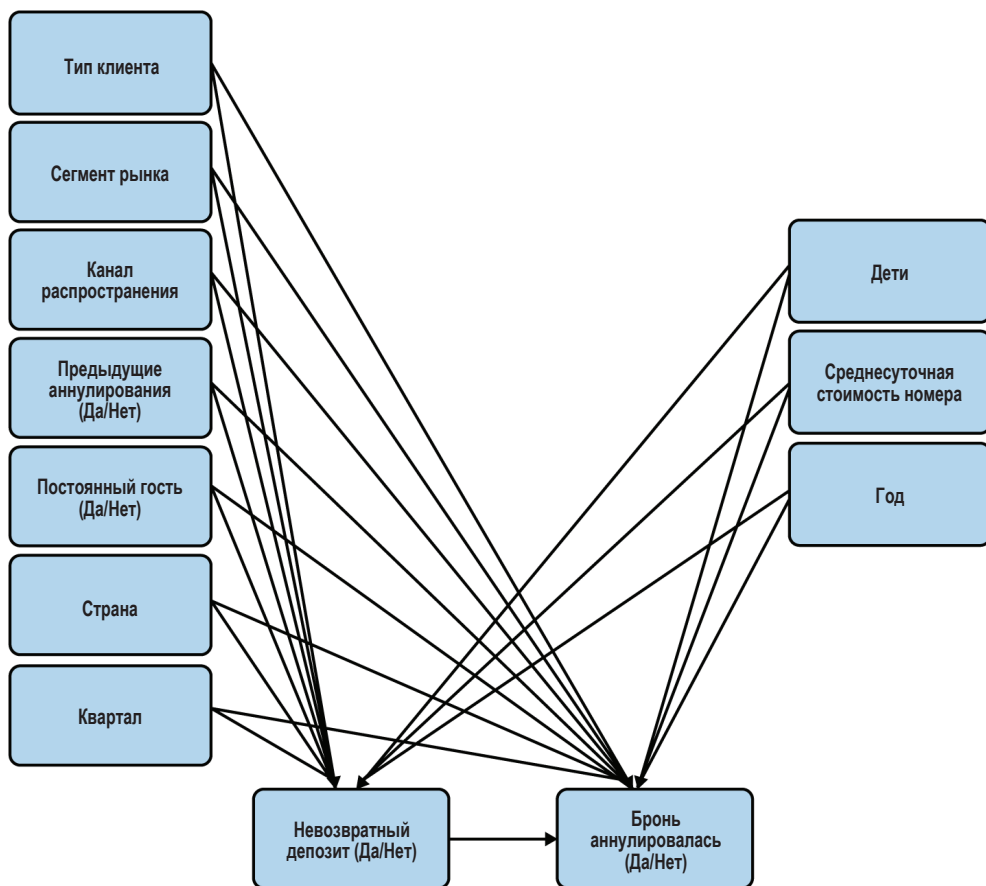 Тип клиента
Сегмент рынка
Канал
распространения
Предыдущие
аннулирования
(Да/Нет)
Постоянный гость
(Да/Нет)
Страна
Квартал
Дети
Среднесуточная
стоимость номера
Год
Невозвратный
депозит (Да/Нет)
Бронь
аннулировалась
(Да/Нет)